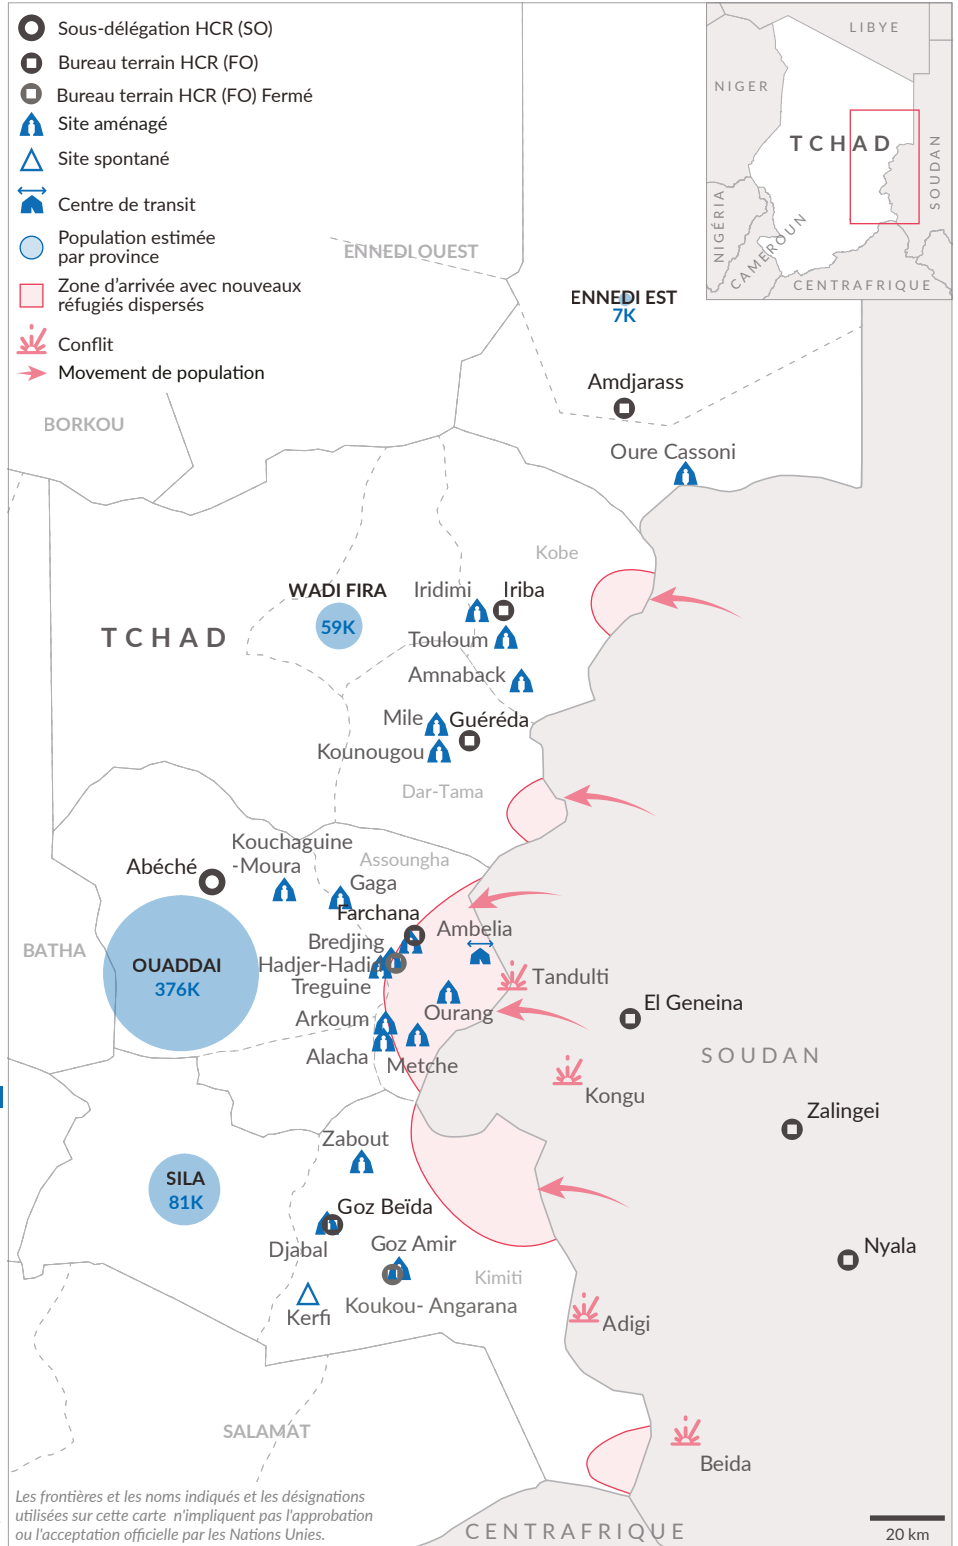 Sous-délégation HCR (SO)
Bureau terrain HCR (FO)
Bureau terrain HCR (FO) Fermé
Site aménagé
Site spontané
Centre de transit
Population estimée
par province
Zone d'arrivée avec nouveaux
réfugiés dispersés
Conflit
Movement de population
LIBYE
NIGER
TCHAD
SOUDAN
NIGÉRIA
CAMEROUN
CENTRAFRIQUE
ENNEDI OUEST
ENNEDI EST
7K
Amdjarass
BORKOU
Oure Cassoni
Kobe
WADI FIRA
59K
Iridimi
Iriba
TCHAD
Touloum
Amnaback
Mile
Guéréda
Kounougou
Dar-Tama
Kouchaguine
-Moura
Assoungha
Abéché
Gaga
Farchana
Ambelia
Bredjing
BATHA
OUADDAI
376K
Hadjer-Hadid
Treguine
Tandulti
Ourang
El Geneina
Arkoum
Alacha
Metche
SOUDAN
Kongu
Zalingei
Zabout
SILA
81K
Goz Beïda
Djabal
Goz Amir
Nyala
Kimiti
Kerfi
Koukou- Angarana
Adigi
SALAMAT
Beida
Les frontières et les noms indiqués et les désignations
utilisées sur cette carte n'impliquent pas l'approbation
ou l'acceptation officielle par les Nations Unies.
CENTRAFRIQUE
20 km